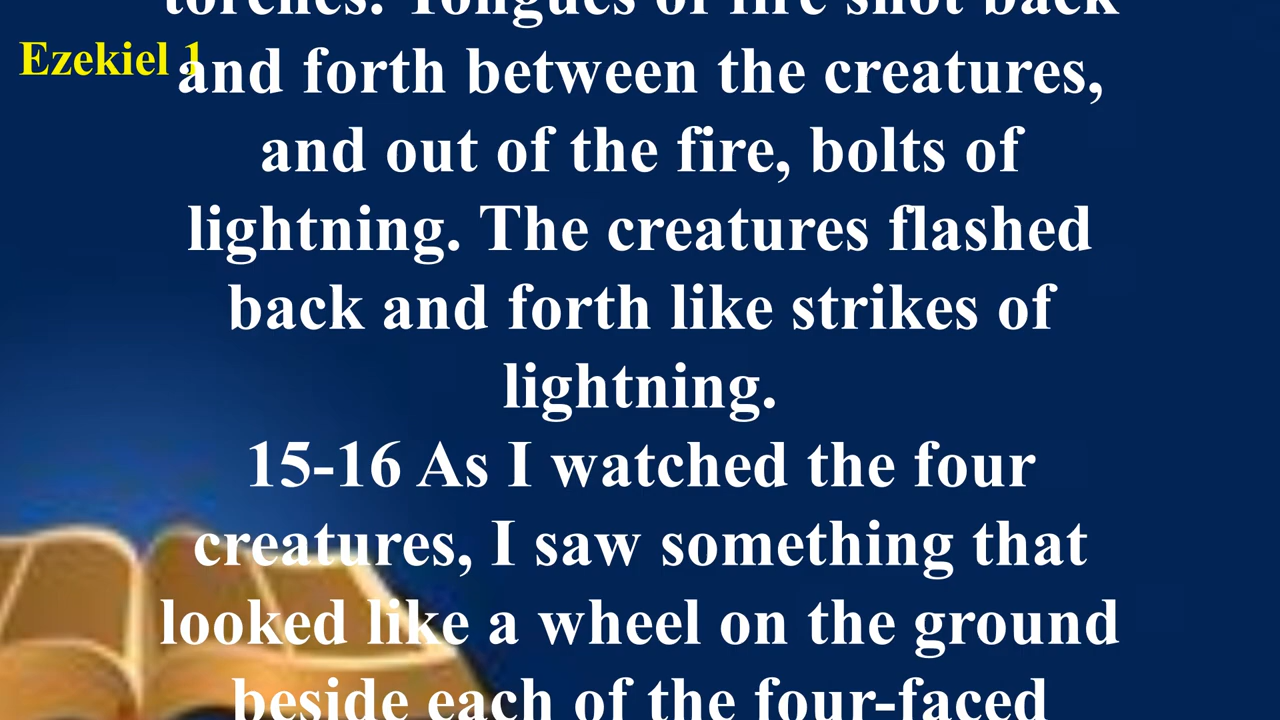 torches. Tongues of fire shot back
Ezekiel 1
and forth between the creatures,
and out of the fire, bolts of
lightning. The creatures flashed
back and forth like strikes of
lightning.
15-16 As I watched the four
creatures, I saw something that
looked like a wheel on the ground
beside each of the four-faced